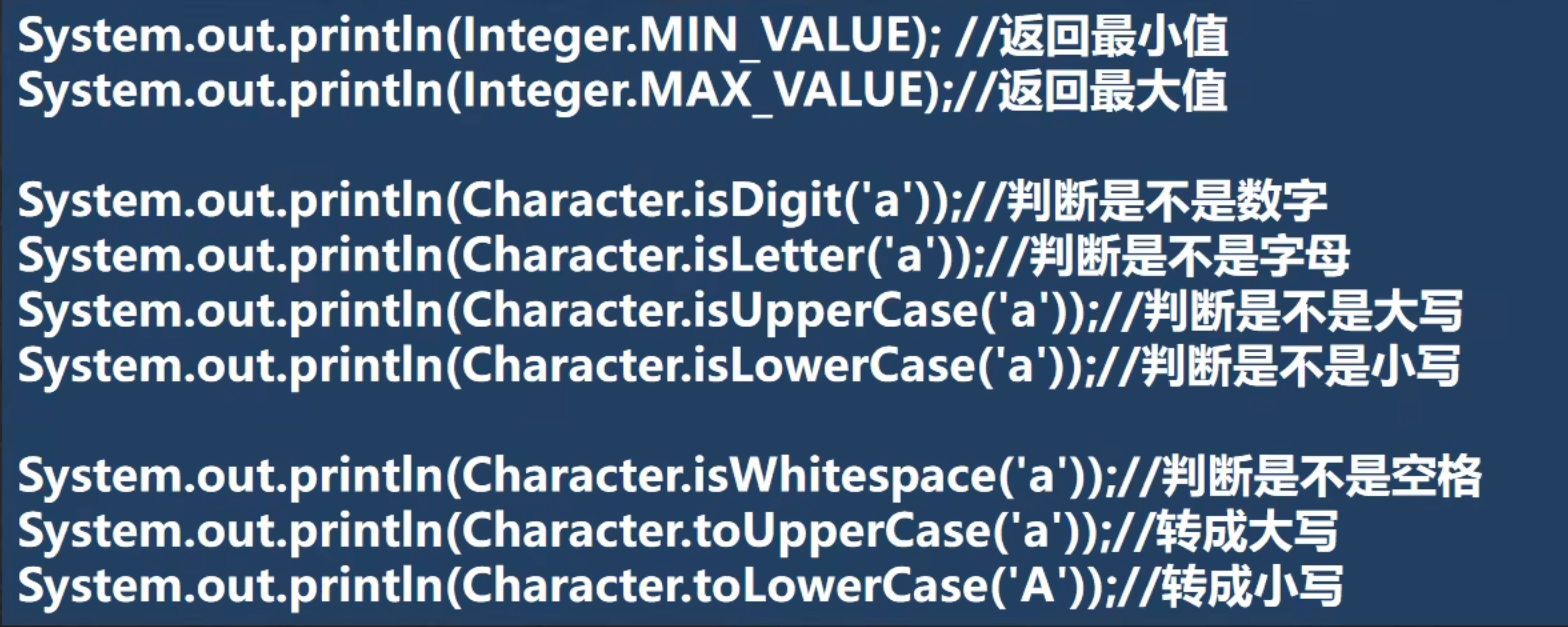 System.out.println(Integer.MIN_VALUE); //返回最小值
System.out.println(Integer.MAX_VALUE);//返回最大值
System.out.println(Character.isDigit('a'));//判断是不是数字
System.out.println(Character.isLetter('a'));//判断是不是字母
System.out.println(Character.isUpperCase('a'));//判断是不是大写
System.out.println(Character.isLowerCase('a'));//判断是不是小写
System.out.println(Character.isWhitespace('a'));//判断是不是空格
System.out.println(Character.toUpperCase('a'));//转成大写
System.out.println(Character.toLowerCase('A'));//转成小写